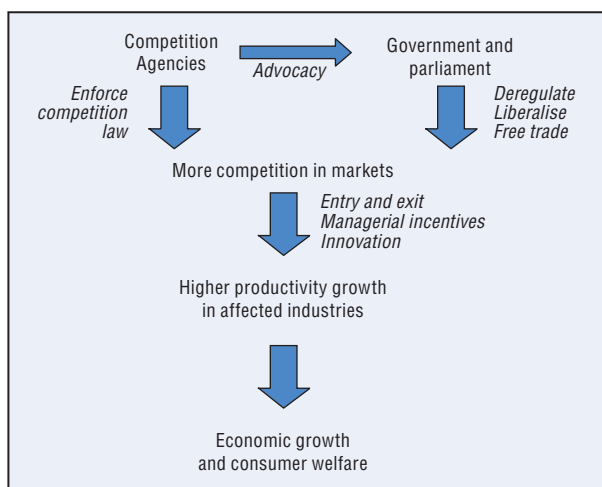 Competition
Agencies
Advocacy
Government and
parliament
Enforce
competition
law
Deregulate
Liberalise
Free trade
More competition in markets
Entry and exit
Managerial incentives
Innovation
Higher productivity growth
in affected industries
Economic growth
and consumer welfare